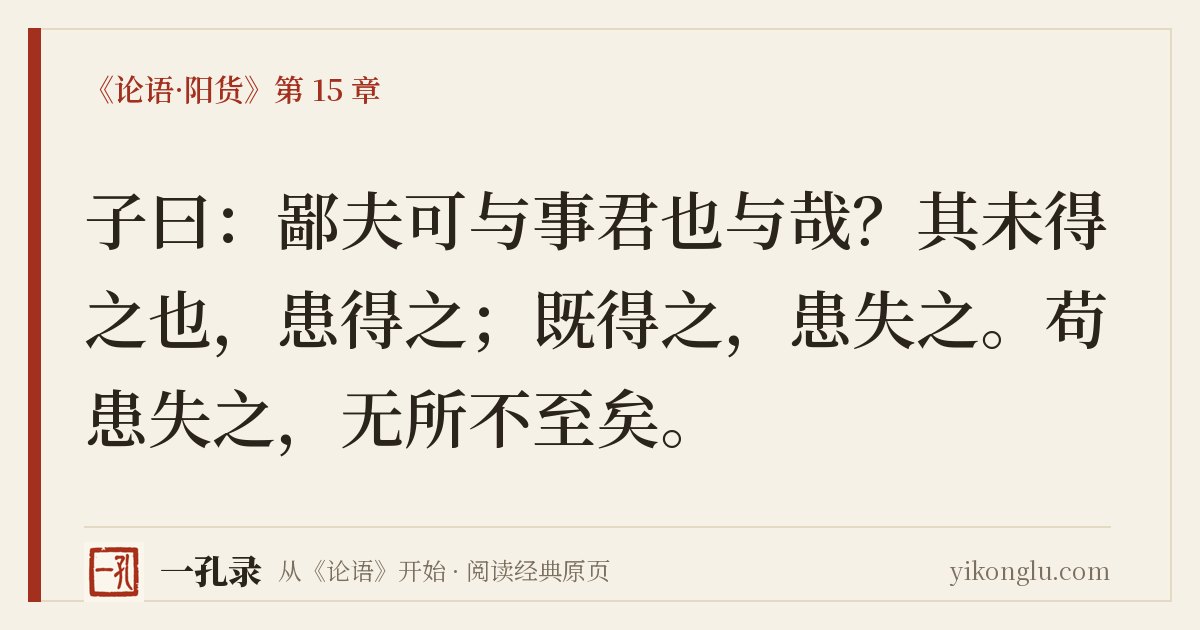 《论语·阳货》第 15 章
子曰：鄙夫可与事君也与哉？其未得
之也，患得之；既得之，患失之。苟
患失之，无所不至矣。
一孔 一孔录 从《论语》开始 · 阅读经典原页 yikonglu.com